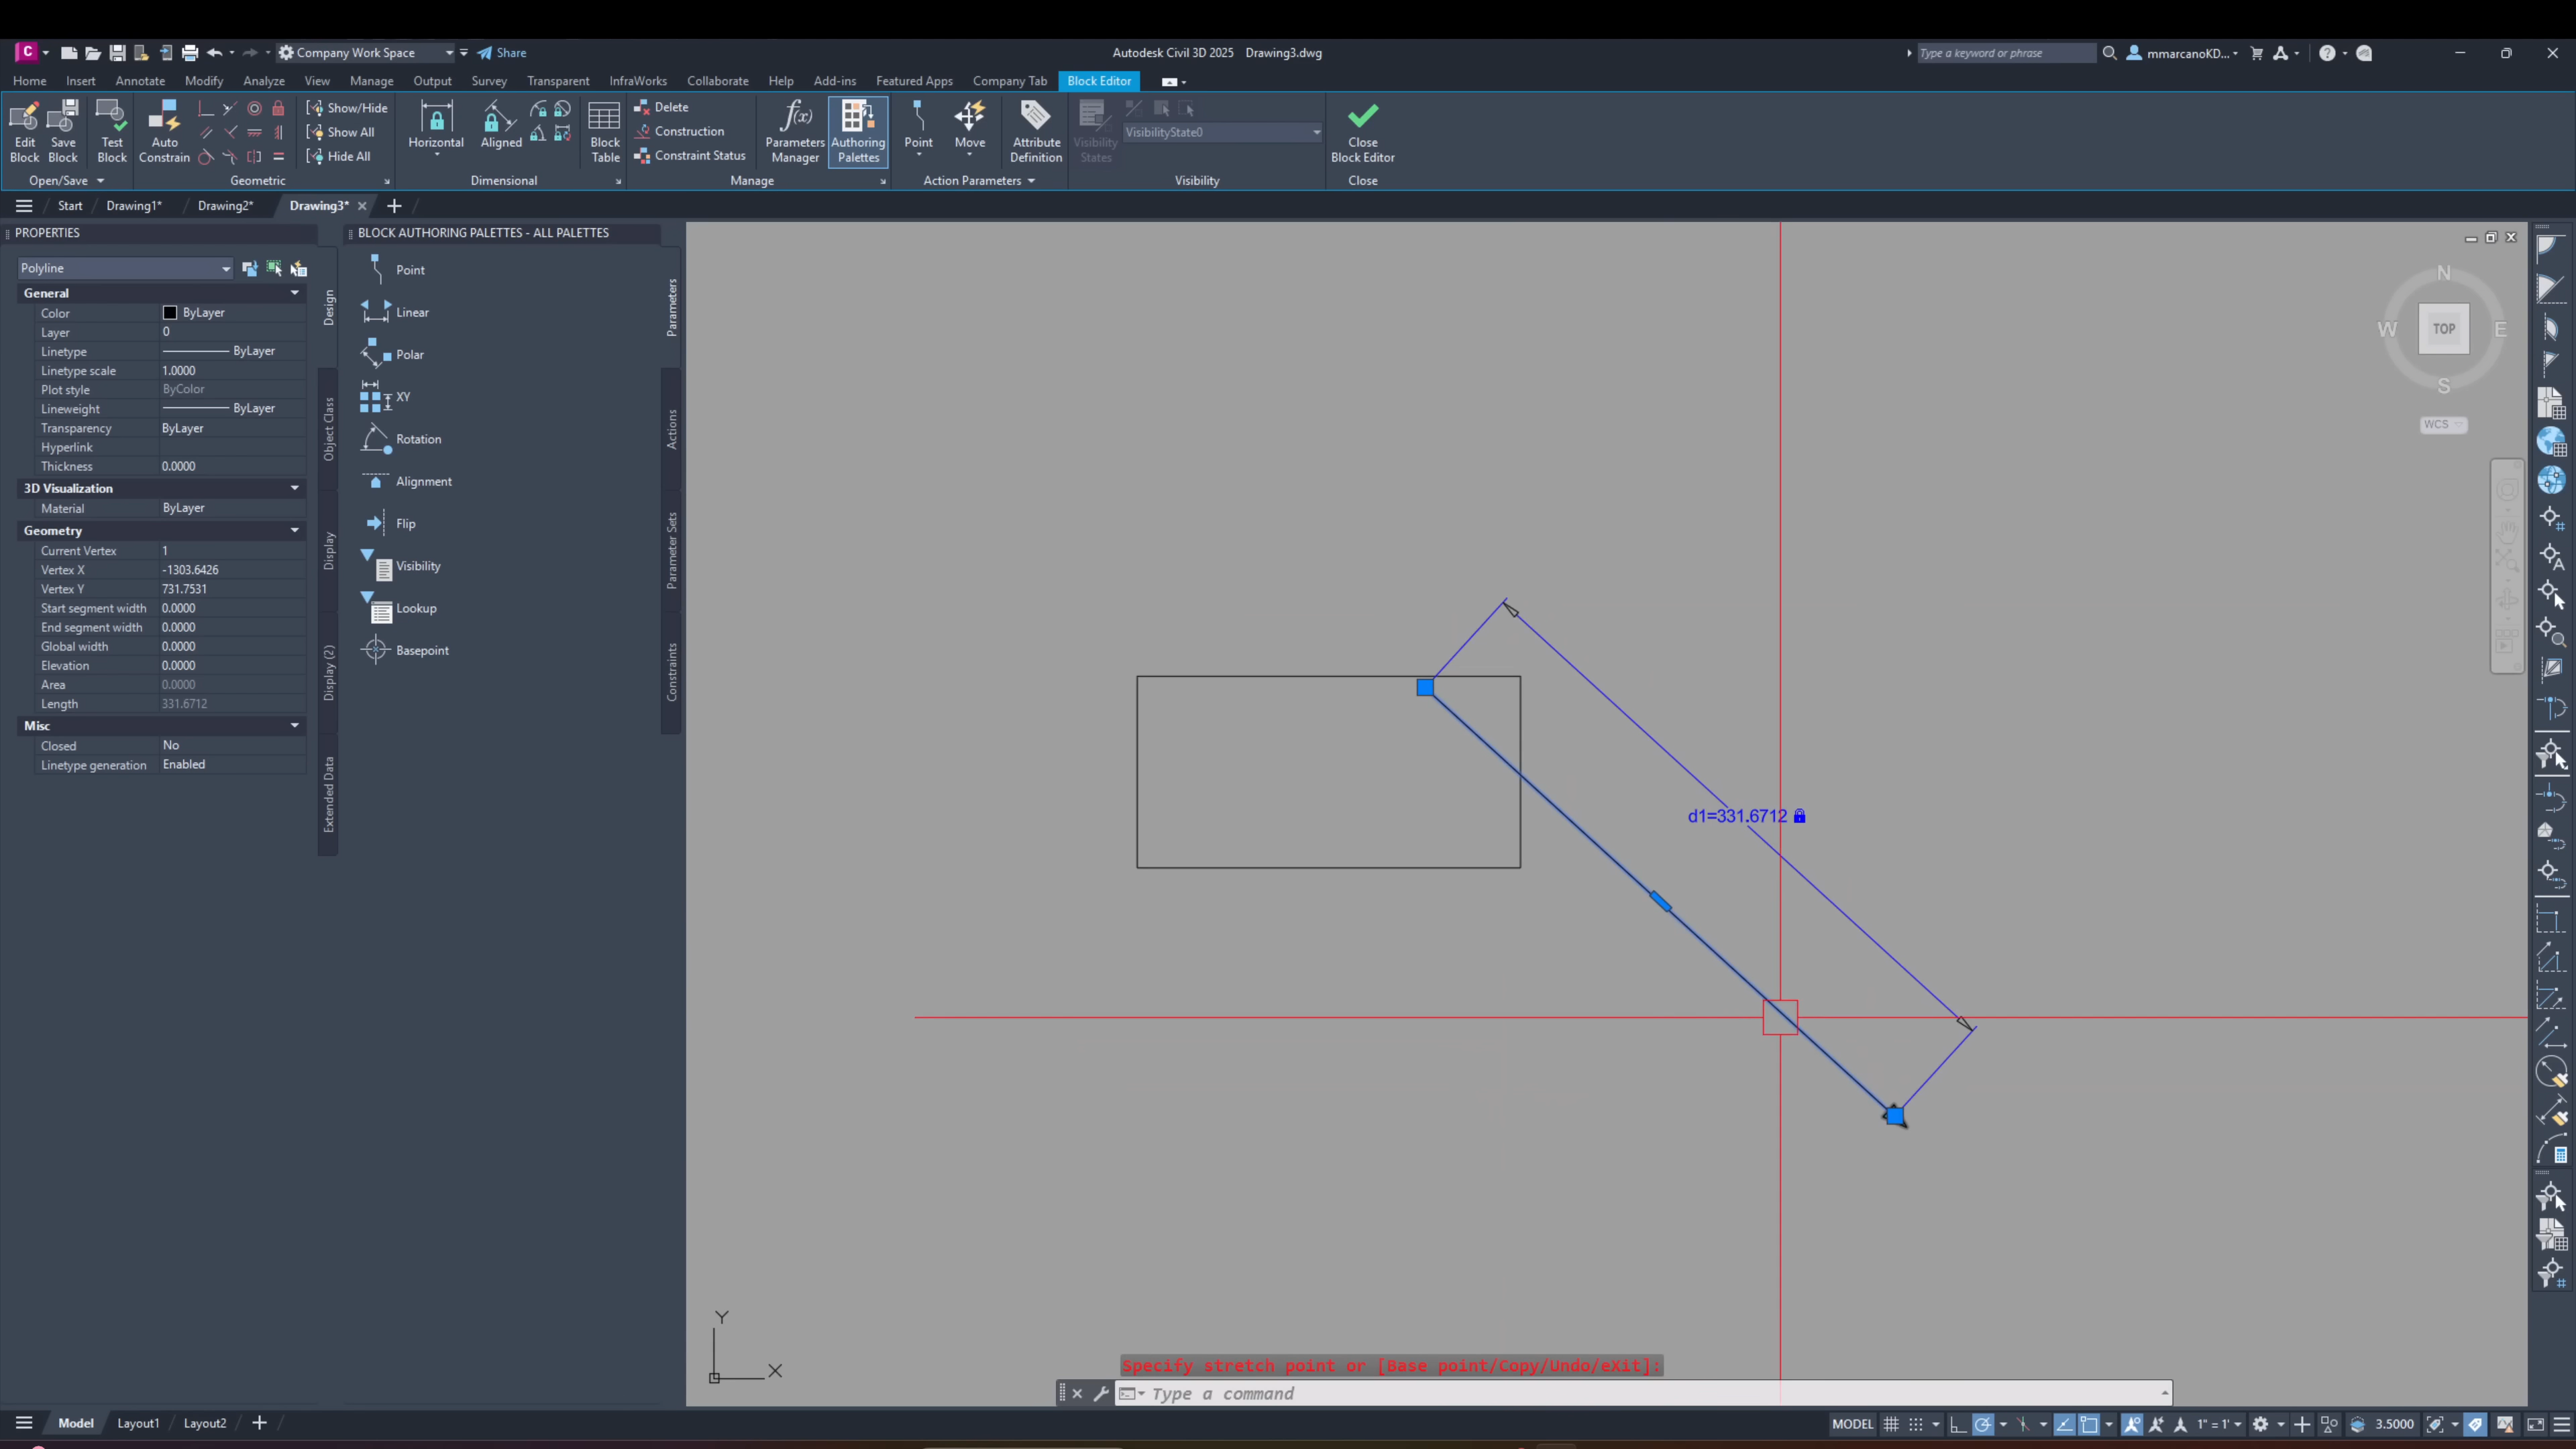 C Company Work Space Share Autodesk Civil 3D 2025 Drawing3.dwg Type a keyword or phrase mmarcanoKD...
Home Insert Annotate Modify Analyze View Manage Output Survey Transparent InfraWorks Collaborate Help Add-ins Featured Apps Company Tab Block Editor
Edit Block Save Block Test Block Auto Constrain Show/Hide Show All Hide All Horizontal Aligned Block Table Delete Construction Constraint Status f(x) Parameters Manager Authoring Palettes Point Move Attribute Definition Visibility States VisibilityState0 Close Block Editor
Open/Save Geometric Dimensional Manage Action Parameters Visibility Close
Start Drawing1* Drawing2* Drawing3*
PROPERTIES
Polyline
General
Color ByLayer
Layer 0
Linetype ByLayer
Linetype scale 1.0000
Plot style ByColor
Lineweight ByLayer
Transparency ByLayer
Hyperlink
Thickness 0.0000
3D Visualization
Material ByLayer
Geometry
Current Vertex 1
Vertex X -1303.6426
Vertex Y 731.7531
Start segment width 0.0000
End segment width 0.0000
Global width 0.0000
Elevation 0.0000
Area 0.0000
Length 331.6712
Misc
Closed No
Linetype generation Enabled
Design
Object Class
Display
Display (2)
Extended Data
BLOCK AUTHORING PALETTES - ALL PALETTES
Point
Linear
Polar
XY
Rotation
Alignment
Flip
Visibility
Lookup
Basepoint
Parameters
Actions
Parameter Sets
Constraints
d1=331.6712
N
W TOP E
S
WCS
Y
X
Specify stretch point or [Base point/Copy/Undo/eXit]:
Type a command
Model Layout1 Layout2 MODEL 1" = 1' 3.5000